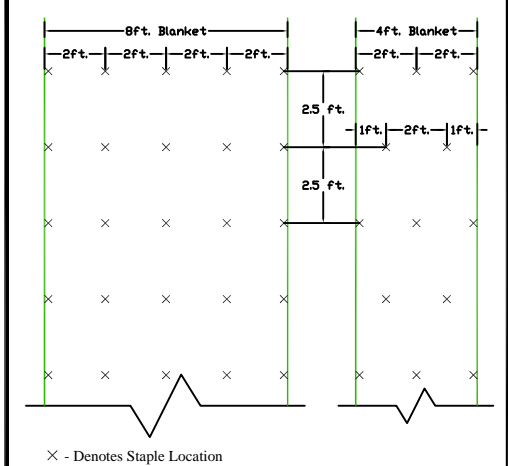 8ft. Blanket
4ft. Blanket
2ft. 2ft. 2ft. 2ft.
2ft. 2ft.
2.5 ft.
1ft. 2ft. 1ft.
2.5 ft.
× - Denotes Staple Location